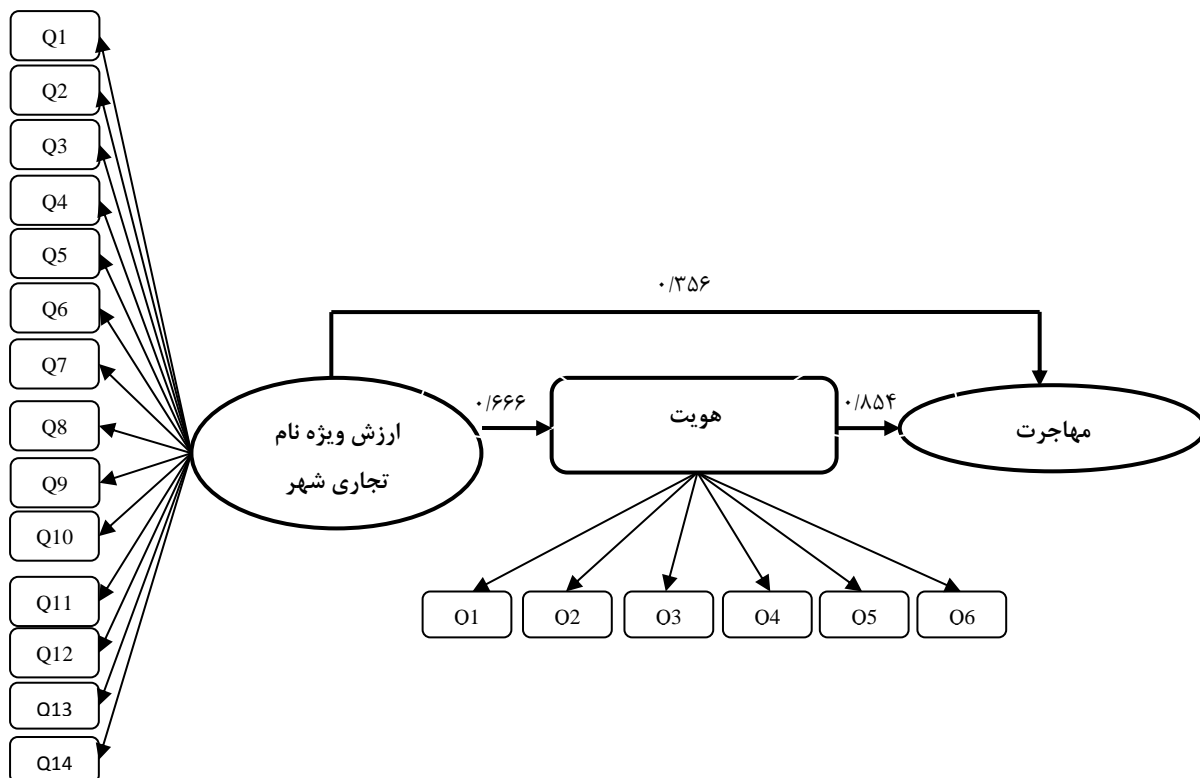 Q1
Q2
Q3
Q4
Q5
Q6
Q7
Q8
Q9
Q10
Q11
Q12
Q13
Q14
۰/۳۵۶
۰/۶۶۶
۰/۸۵۴
ارزش ویژه نام
تجاری شهر
هویت
مهاجرت
O1
O2
O3
O4
O5
O6